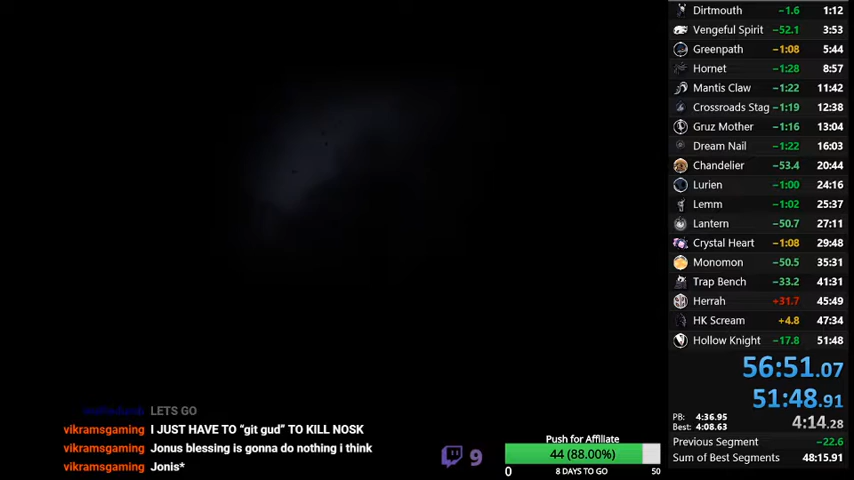 Dirtmouth −1.6 1:12
Vengeful Spirit −52.1 3:53
Greenpath −1:08 5:44
Hornet −1:28 8:57
Mantis Claw −1:22 11:42
Crossroads Stag −1:19 12:38
Gruz Mother −1:16 13:04
Dream Nail −1:22 16:03
Chandelier −53.4 20:44
Lurien −1:00 24:16
Lemm −1:02 25:37
Lantern −50.7 27:11
Crystal Heart −1:08 29:48
Monomon −50.5 35:31
Trap Bench −33.2 41:31
Herrah +31.7 45:49
HK Scream +4.8 47:34
Hollow Knight −17.8 51:48
56:51.07
51:48.91
PB: 4:36.95
Best: 4:08.63
4:14.28
Previous Segment −22.6
Sum of Best Segments 48:15.91
LETS GO
vikramsgaming I JUST HAVE TO “git gud” TO KILL NOSK
vikramsgaming Jonus blessing is gonna do nothing i think
vikramsgaming Jonis*
9
Push for Affiliate
44 (88.00%)
0 8 DAYS TO GO 50